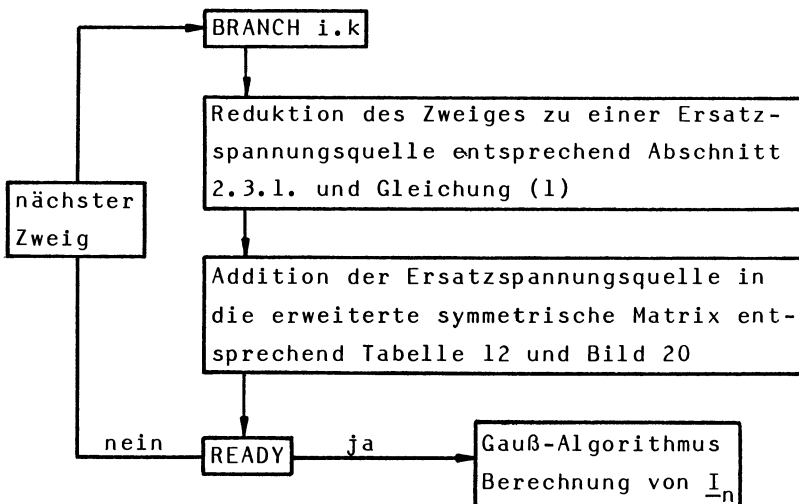 BRANCH i.k
Reduktion des Zweiges zu einer Ersatz-
spannungsquelle entsprechend Abschnitt
2.3.1. und Gleichung (1)
nächster
Zweig
Addition der Ersatzspannungsquelle in
die erweiterte symmetrische Matrix ent-
sprechend Tabelle 12 und Bild 20
nein
READY
ja
Gauß-Algorithmus
Berechnung von I_n